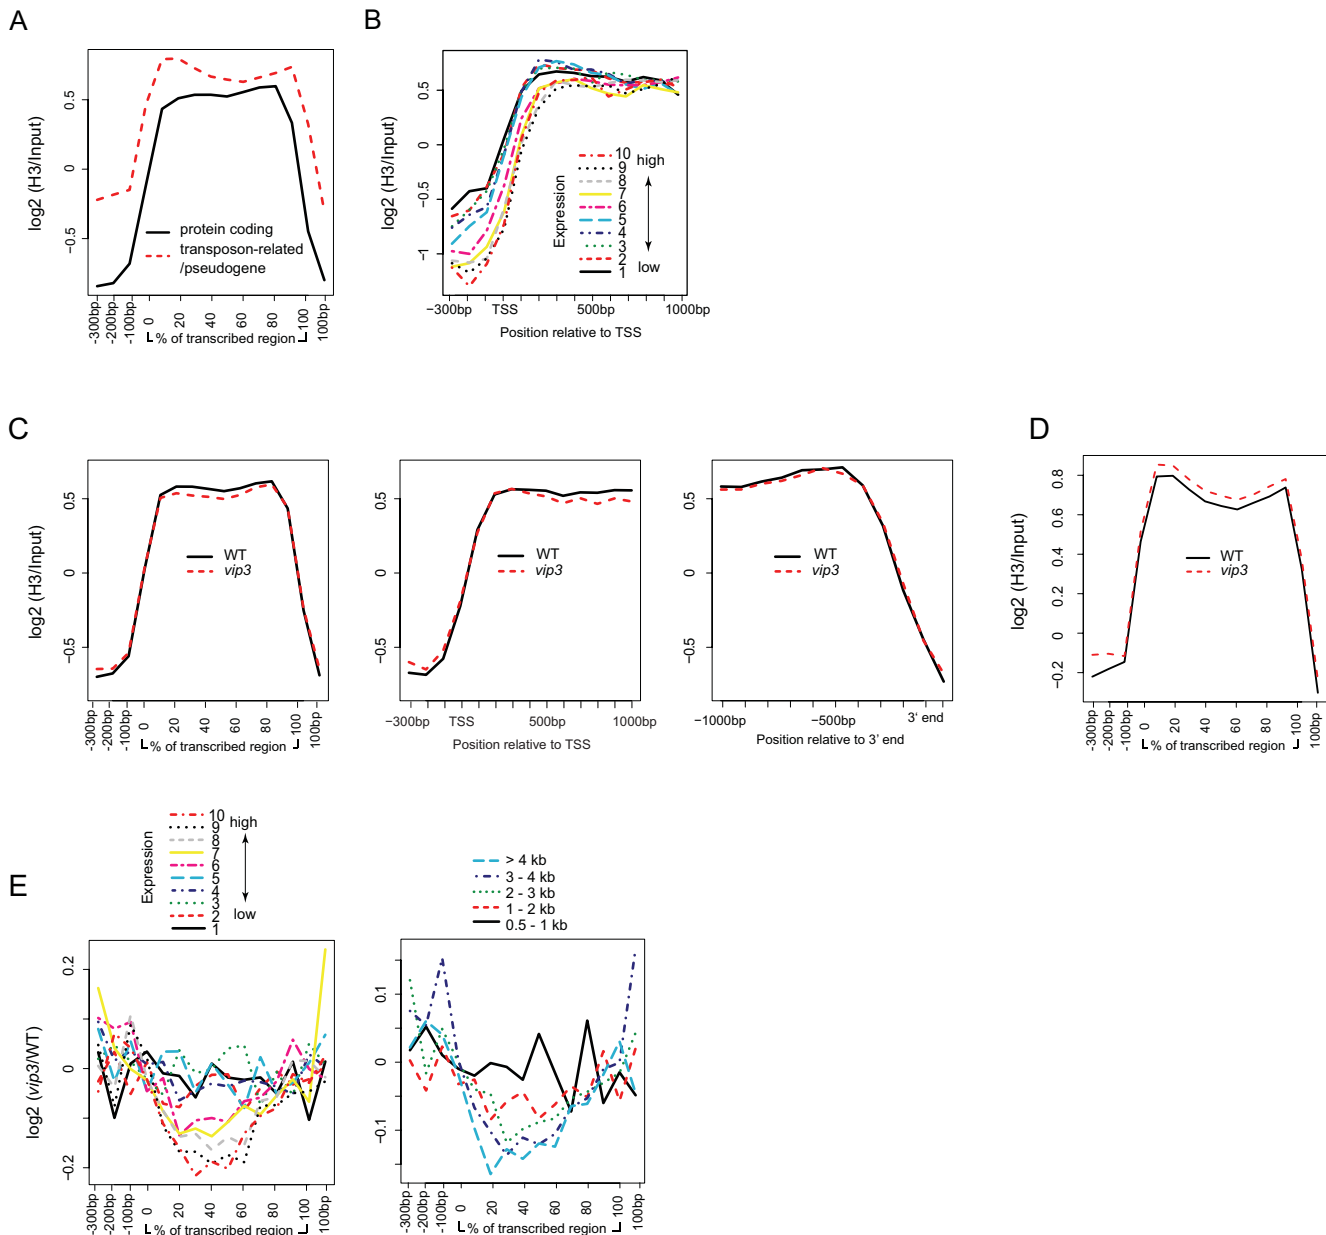 A
log2 (H3/Input)
0.5
0
−0.5
protein coding
transposon-related
/pseudogene
-300bp
-200bp
-100bp
0
20
40
60
80
100
100bp
% of transcribed region
B
log2 (H3/Input)
0.5
0
−0.5
−1
Expression
10
9
8
7
6
5
4
3
2
1
high
low
−300bp
TSS
500bp
1000bp
Position relative to TSS
C
log2 (H3/Input)
0.5
0
−0.5
WT
vip3
-300bp
-200bp
-100bp
0
20
40
60
80
100
100bp
% of transcribed region
0.5
0
−0.5
WT
vip3
−300bp
TSS
500bp
1000bp
Position relative to TSS
0.5
0
−0.5
WT
vip3
−1000bp
−500bp
3' end
Position relative to 3' end
D
log2 (H3/Input)
0.8
0.6
0.4
0.2
0
−0.2
WT
vip3
-300bp
-200bp
-100bp
0
20
40
60
80
100
100bp
% of transcribed region
E
Expression
10
9
8
7
6
5
4
3
2
1
high
low
log2 (vip3/WT)
0.2
0
−0.2
-300bp
-200bp
-100bp
0
20
40
60
80
100
100bp
% of transcribed region
> 4 kb
3 - 4 kb
2 - 3 kb
1 - 2 kb
0.5 - 1 kb
0.1
0
−0.1
-300bp
-200bp
-100bp
0
20
40
60
80
100
100bp
% of transcribed region